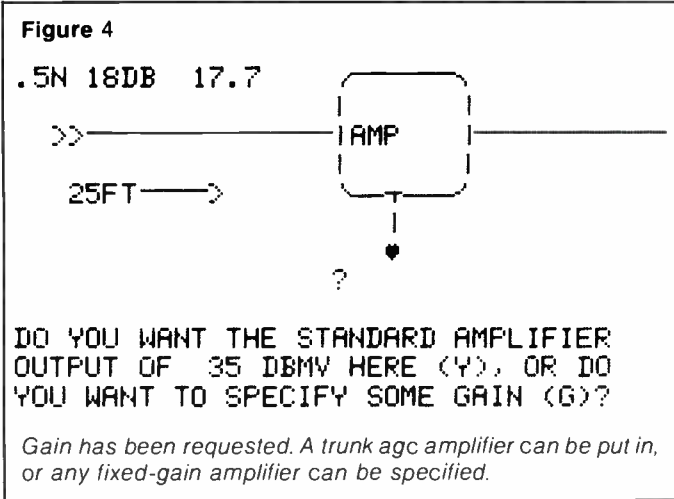 Figure 4
.5N 18DB 17.7
>> AMP
25FT
?
DO YOU WANT THE STANDARD AMPLIFIER
OUTPUT OF 35 DBMV HERE (Y), OR DO
YOU WANT TO SPECIFY SOME GAIN (G)?
Gain has been requested. A trunk agc amplifier can be put in,
or any fixed-gain amplifier can be specified.